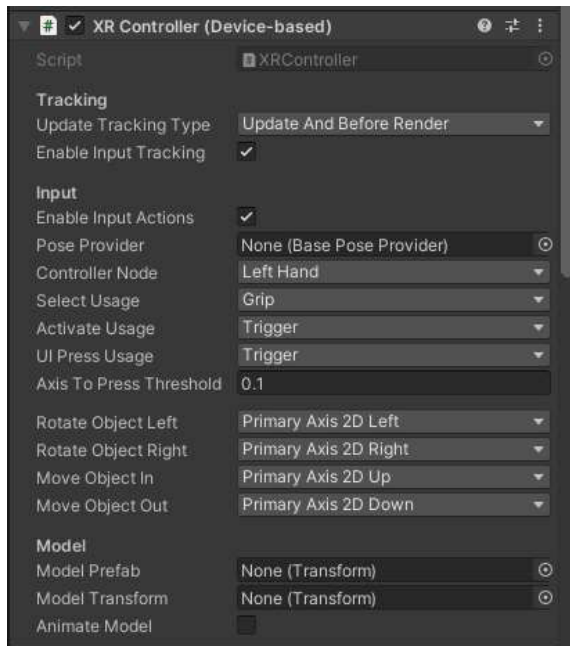 # XR Controller (Device-based)
Script XRController
Tracking
Update Tracking Type Update And Before Render
Enable Input Tracking
Input
Enable Input Actions
Pose Provider None (Base Pose Provider)
Controller Node Left Hand
Select Usage Grip
Activate Usage Trigger
UI Press Usage Trigger
Axis To Press Threshold 0.1
Rotate Object Left Primary Axis 2D Left
Rotate Object Right Primary Axis 2D Right
Move Object In Primary Axis 2D Up
Move Object Out Primary Axis 2D Down
Model
Model Prefab None (Transform)
Model Transform None (Transform)
Animate Model